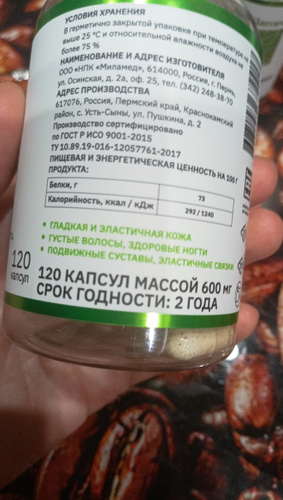 УСЛОВИЯ ХРАНЕНИЯ
В герметично закрытой упаковке при температуре не
выше 25 °С и относительной влажности воздуха не
более 75 %
НАИМЕНОВАНИЕ И АДРЕС ИЗГОТОВИТЕЛЯ
ООО «НПК «Миламед», 614000, Россия, г. Пермь,
ул. Осинская, д. 2а, оф. 25, тел. (342) 248-38-70
АДРЕС ПРОИЗВОДСТВА
617076, Россия, Пермский край, Краснокамский
район, с. Усть-Сыны, ул. Пушкина, д. 2
Производство сертифицировано
по ГОСТ Р ИСО 9001-2015
ТУ 10.89.19-016-12057761-2017
ПИЩЕВАЯ И ЭНЕРГЕТИЧЕСКАЯ ЦЕННОСТЬ НА 100 г
ПРОДУКТА:
Белки, г 73
Калорийность, ккал / кДж 292 / 1240
• ГЛАДКАЯ И ЭЛАСТИЧНАЯ КОЖА
• ГУСТЫЕ ВОЛОСЫ, ЗДОРОВЫЕ НОГТИ
• ПОДВИЖНЫЕ СУСТАВЫ, ЭЛАСТИЧНЫЕ СВЯЗКИ
120
капсул
120 КАПСУЛ МАССОЙ 600 мг
СРОК ГОДНОСТИ: 2 ГОДА